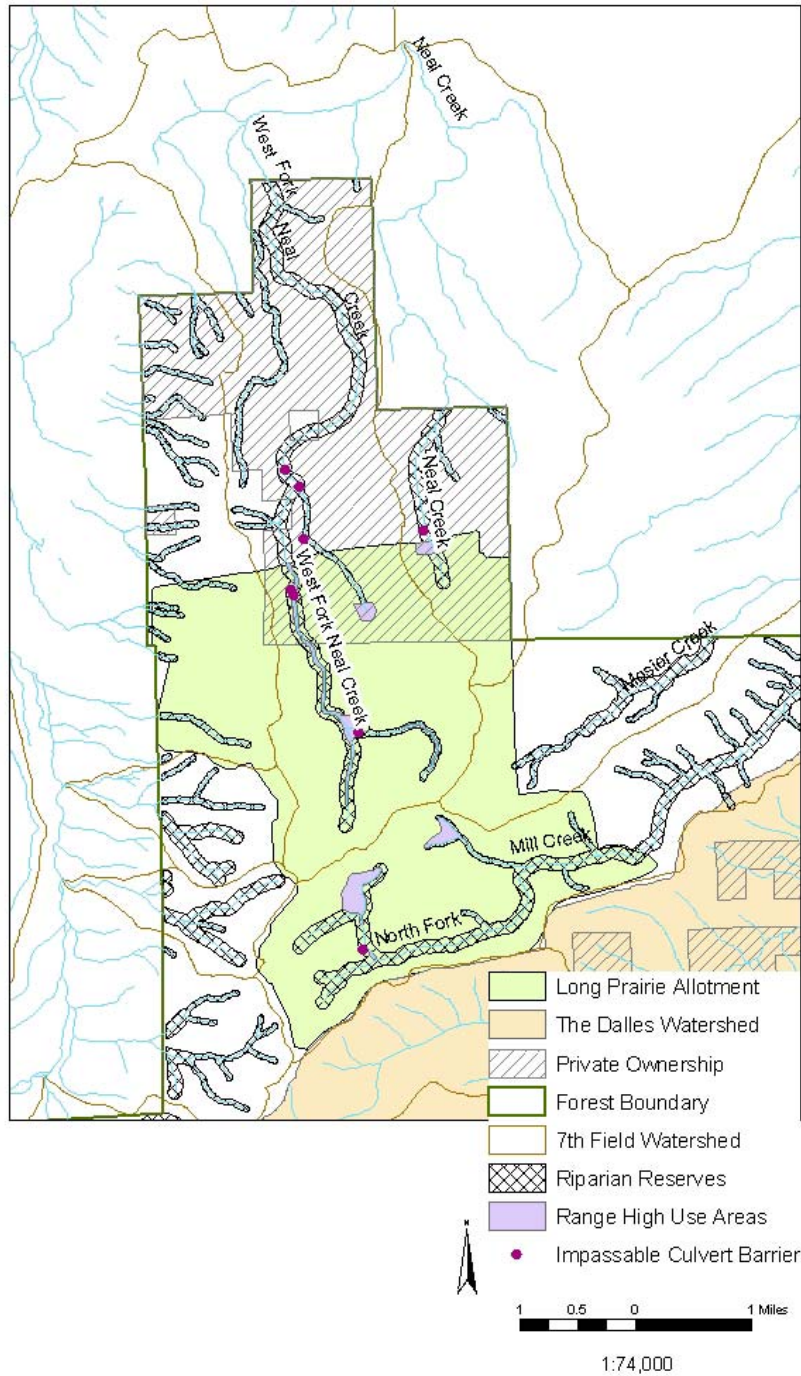 Neal Creek
West Fork
Neal
Creek
Neal Creek
West Fork Neal Creek
Mosier Creek
Mill Creek
North Fork
Long Prairie Allotment
The Dalles Watershed
Private Ownership
Forest Boundary
7th Field Watershed
Riparian Reserves
Range High Use Areas
Impassable Culvert Barrier
N
1 0.5 0 1 Miles
1:74,000